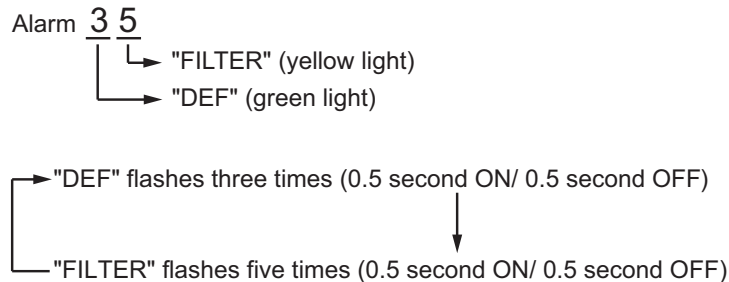 Alarm 3 5
"FILTER" (yellow light)
"DEF" (green light)
"DEF" flashes three times (0.5 second ON/ 0.5 second OFF)
"FILTER" flashes five times (0.5 second ON/ 0.5 second OFF)